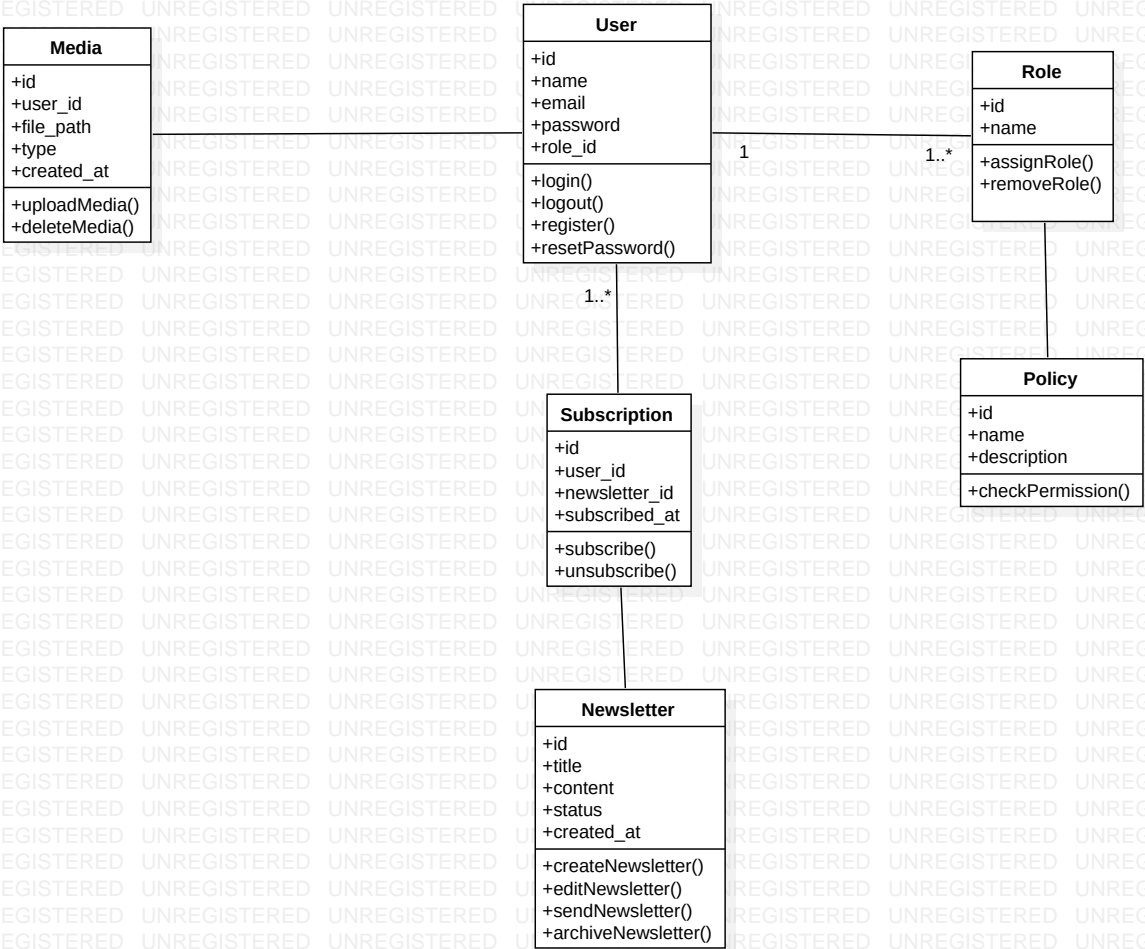 Media
+id
+user_id
+file_path
+type
+created_at
+uploadMedia()
+deleteMedia()
User
+id
+name
+email
+password
+role_id
+login()
+logout()
+register()
+resetPassword()
Role
+id
+name
+assignRole()
+removeRole()
1
1..*
1..*
Subscription
+id
+user_id
+newsletter_id
+subscribed_at
+subscribe()
+unsubscribe()
Policy
+id
+name
+description
+checkPermission()
Newsletter
+id
+title
+content
+status
+created_at
+createNewsletter()
+editNewsletter()
+sendNewsletter()
+archiveNewsletter()
UNREGISTERED